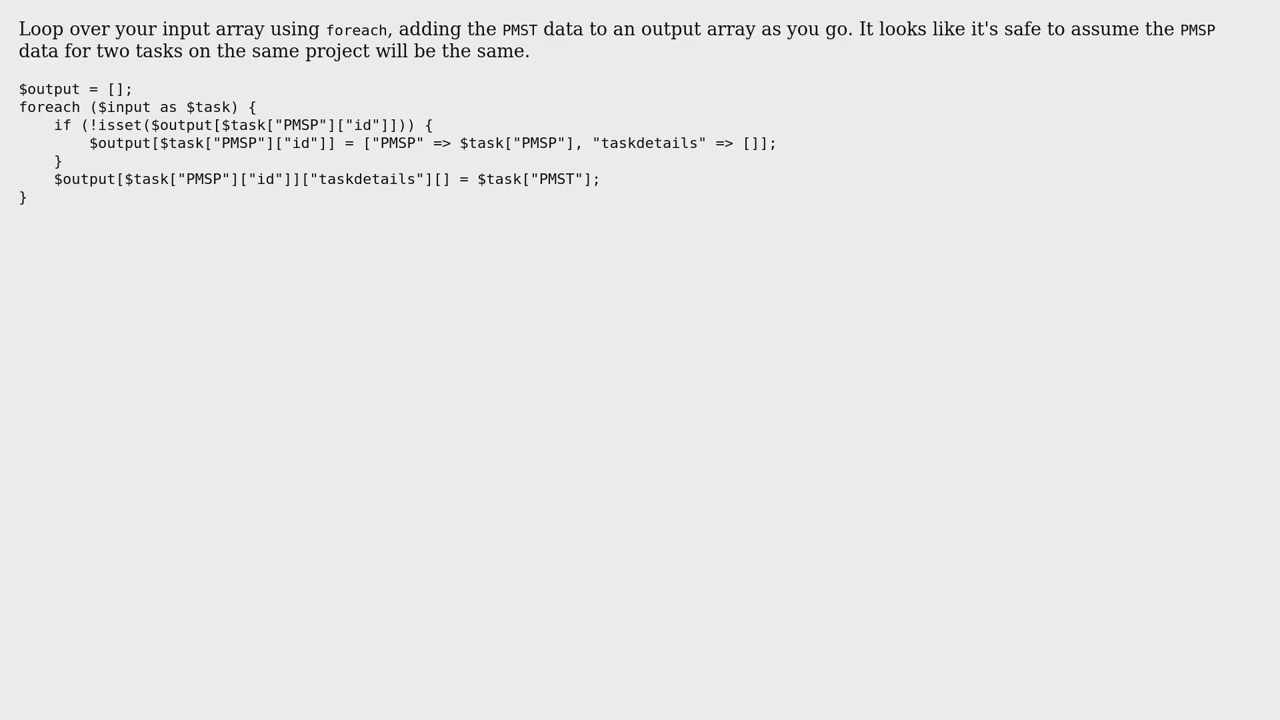 Loop over your input array using foreach, adding the PMST data to an output array as you go. It looks like it's safe to assume the PMSP
data for two tasks on the same project will be the same.
$output = [];
foreach ($input as $task) {
    if (!isset($output[$task["PMSP"]["id"]])) {
        $output[$task["PMSP"]["id"]] = ["PMSP" => $task["PMSP"], "taskdetails" => []];
    }
    $output[$task["PMSP"]["id"]]["taskdetails"][] = $task["PMST"];
}